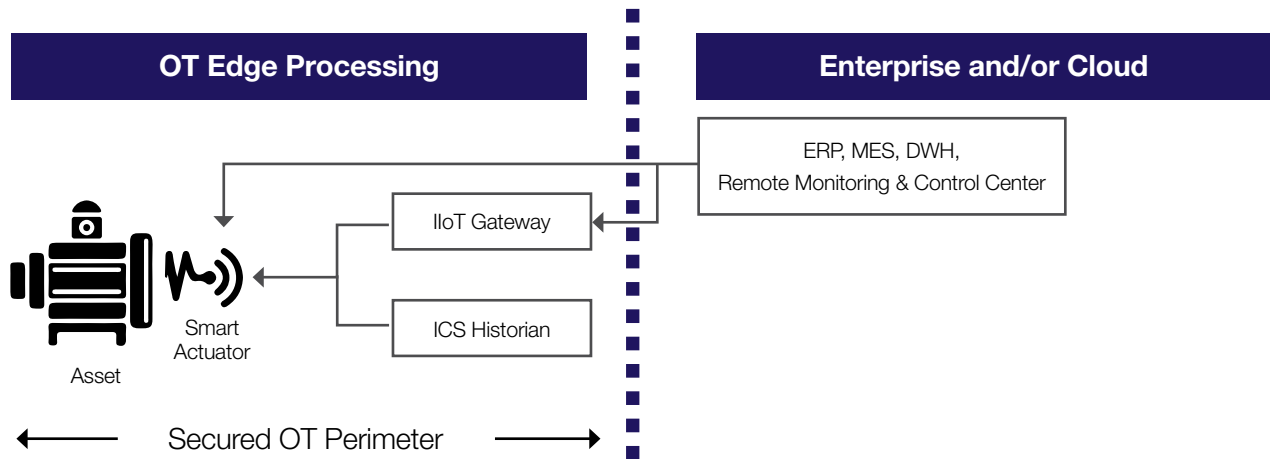 OT Edge Processing
Enterprise and/or Cloud
ERP, MES, DWH,
Remote Monitoring & Control Center
IIoT Gateway
ICS Historian
Smart
Actuator
Asset
Secured OT Perimeter